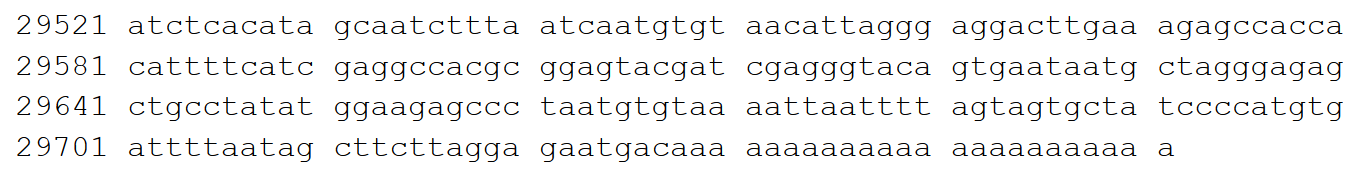 29521 atctcacata gcaatcttta atcaatgtgt aacattaggg aggacttgaa agagccacca
29581 cattttcatc gaggccacgc ggagtacgat cgagggtaca gtgaataatg ctagggagag
29641 ctgcctatat ggaagagccc taatgtgtaa aattaatttt agtagtgcta tccccatgtg
29701 attttaatag cttcttagga gaatgacaaa aaaaaaaaaa aaaaaaaaaa a